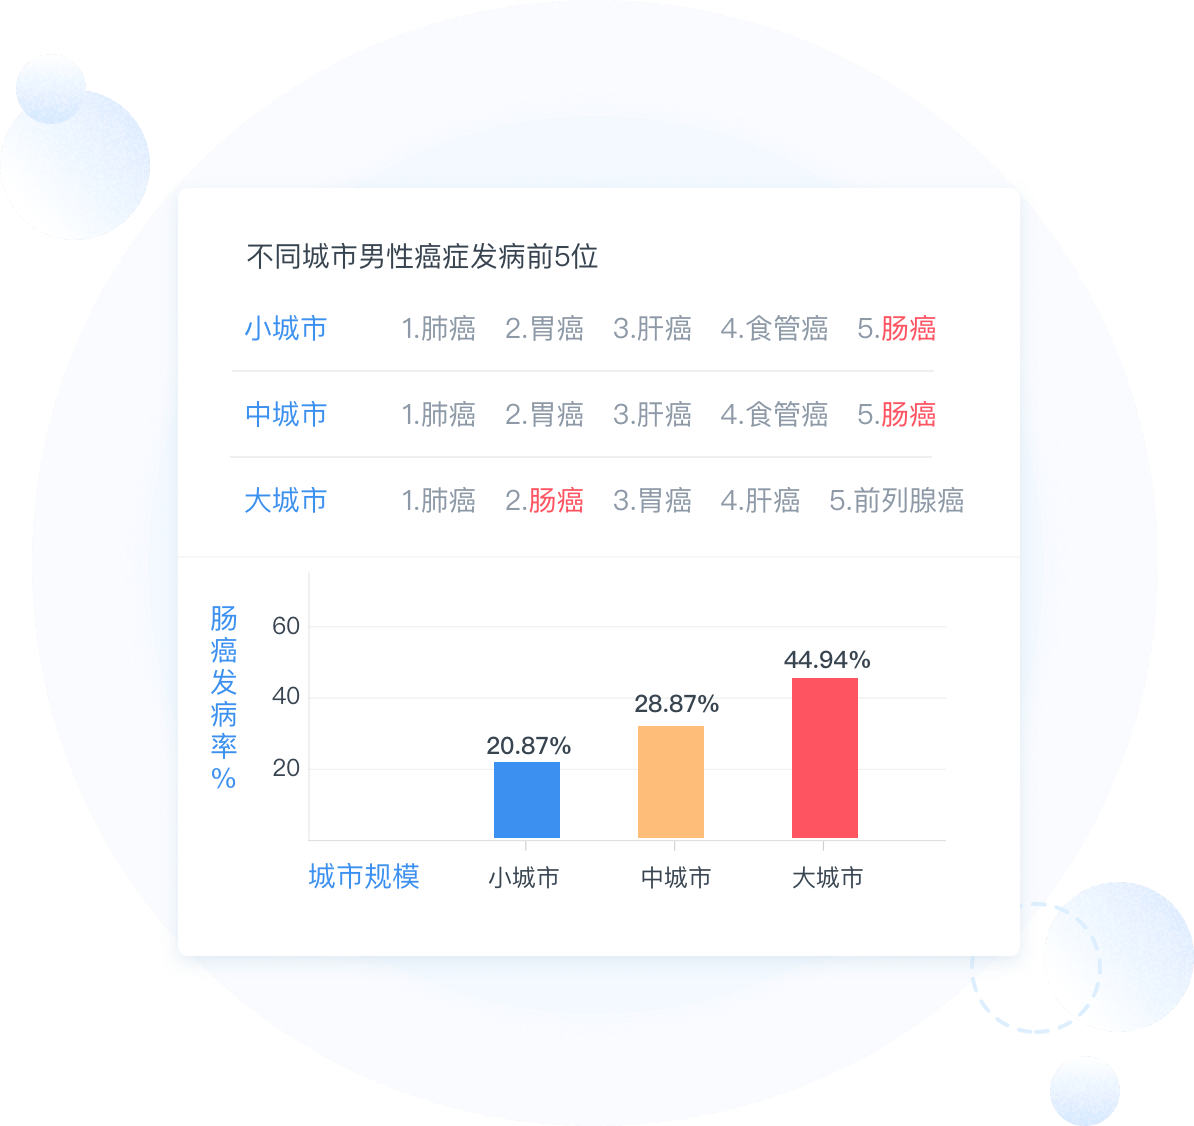 不同城市男性癌症发病前5位
小城市 1.肺癌 2.胃癌 3.肝癌 4.食管癌 5.肠癌
中城市 1.肺癌 2.胃癌 3.肝癌 4.食管癌 5.肠癌
大城市 1.肺癌 2.肠癌 3.胃癌 4.肝癌 5.前列腺癌
肠癌发病率%
60
40
20
20.87%
28.87%
44.94%
城市规模 小城市 中城市 大城市